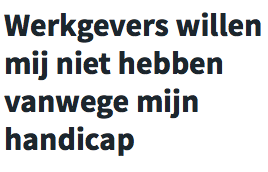 Werkgevers willen
mij niet hebben
vanwege mijn
handicap